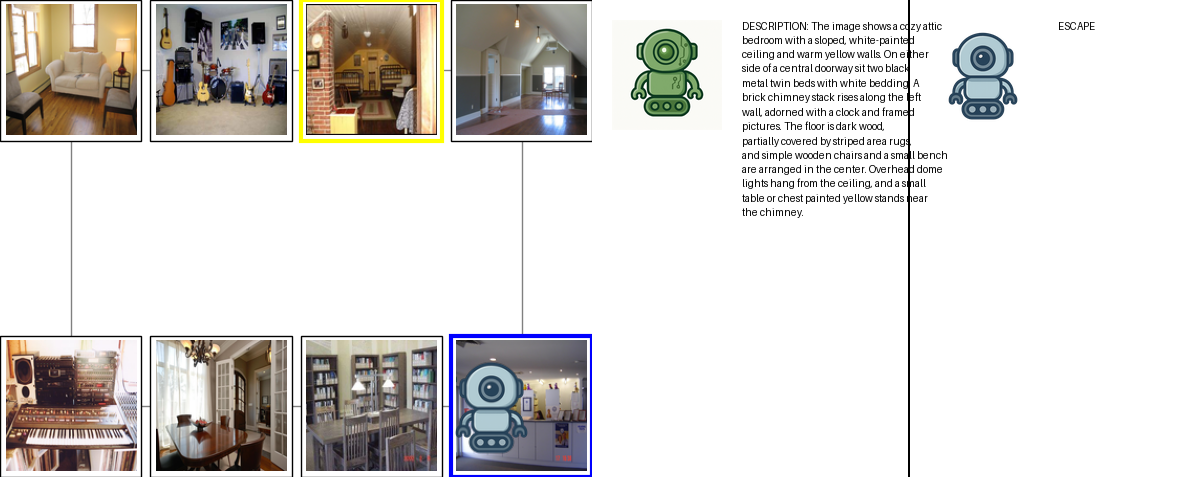 DESCRIPTION: The image shows a cozy attic
bedroom with a sloped, white-painted
ceiling and warm yellow walls. On either
side of a central doorway sit two black
metal twin beds with white bedding. A
brick chimney stack rises along the left
wall, adorned with a clock and framed
pictures. The floor is dark wood,
partially covered by striped area rugs,
and simple wooden chairs and a small bench
are arranged in the center. Overhead dome
lights hang from the ceiling, and a small
table or chest painted yellow stands near
the chimney.
ESCAPE